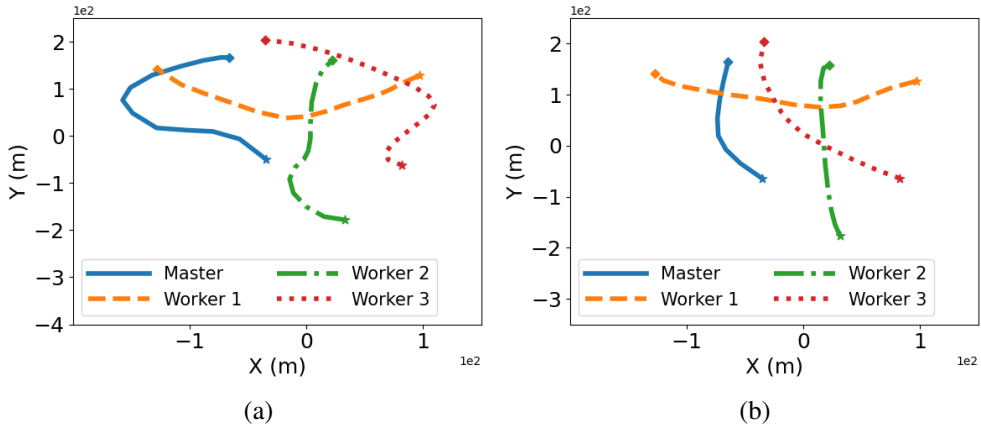 1e2
2
1
0
−1
−2
−3
−4
Y (m)
Master
Worker 1
Worker 2
Worker 3
−1
0
1
1e2
X (m)
(a)
1e2
2
1
0
−1
−2
−3
Y (m)
Master
Worker 1
Worker 2
Worker 3
−1
0
1
1e2
X (m)
(b)